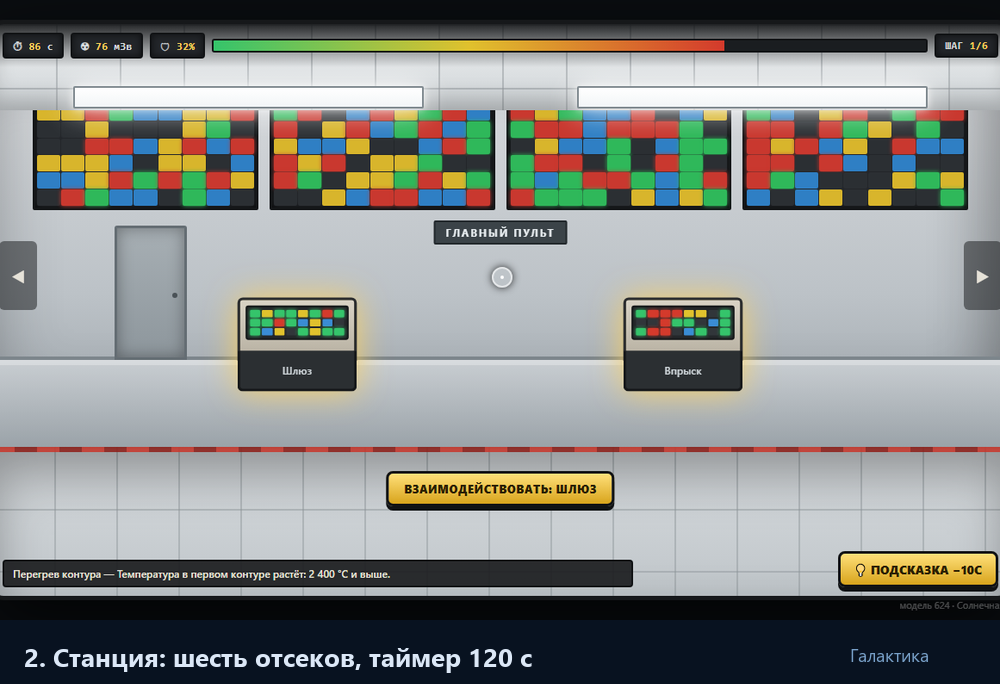 86 с
76 мЗв
32%
ШАГ 1/6
ГЛАВНЫЙ ПУЛЬТ
Шлюз
Впрыск
ВЗАИМОДЕЙСТВОВАТЬ: ШЛЮЗ
Перегрев контура — Температура в первом контуре растёт: 2 400 °C и выше.
ПОДСКАЗКА −10С
модель 624 · Солнечна
2. Станция: шесть отсеков, таймер 120 с
Галактика